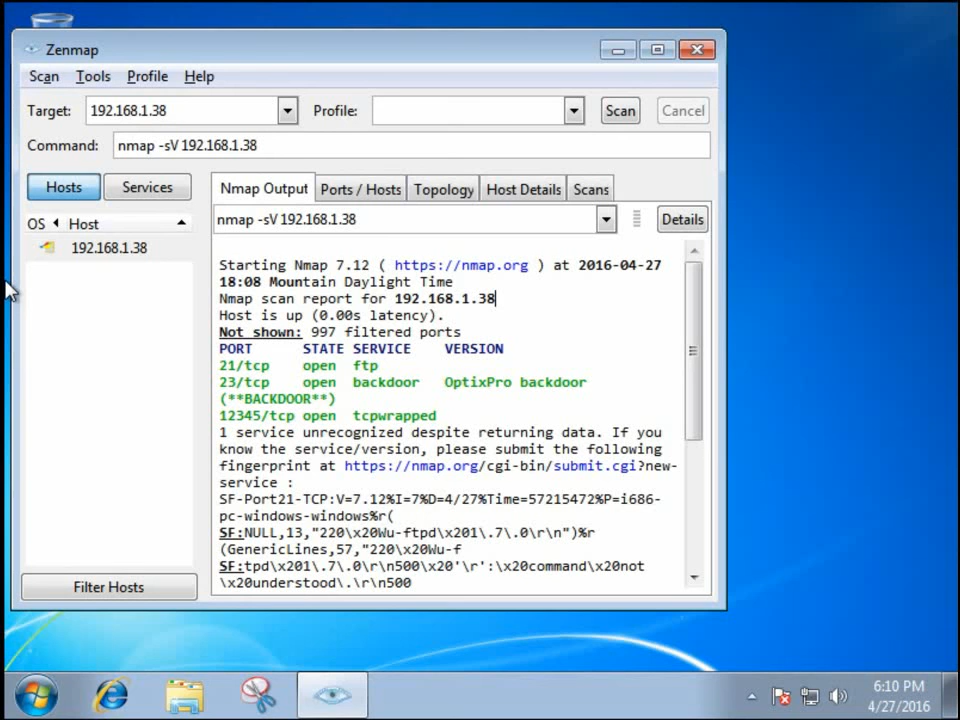 Zenmap
Scan Tools Profile Help
Target: 192.168.1.38 Profile: Scan Cancel
Command: nmap -sV 192.168.1.38
Hosts Services Nmap Output Ports / Hosts Topology Host Details Scans
OS Host nmap -sV 192.168.1.38 Details
192.168.1.38
Starting Nmap 7.12 ( https://nmap.org ) at 2016-04-27
18:08 Mountain Daylight Time
Nmap scan report for 192.168.1.38
Host is up (0.00s latency).
Not shown: 997 filtered ports
PORT STATE SERVICE VERSION
21/tcp open ftp
23/tcp open backdoor OptixPro backdoor
(**BACKDOOR**)
12345/tcp open tcpwrapped
1 service unrecognized despite returning data. If you
know the service/version, please submit the following
fingerprint at https://nmap.org/cgi-bin/submit.cgi?new-
service :
SF-Port21-TCP:V=7.12%I=7%D=4/27%Time=57215472%P=i686-
pc-windows-windows%r(
SF:NULL,13,"220\x20Wu-ftpd\x201\.7\.0\r\n")%r
(GenericLines,57,"220\x20Wu-f
SF:tpd\x201\.7\.0\r\n500\x20'\r':\x20command\x20not
\x20understood\.\r\n500
Filter Hosts
6:10 PM
4/27/2016